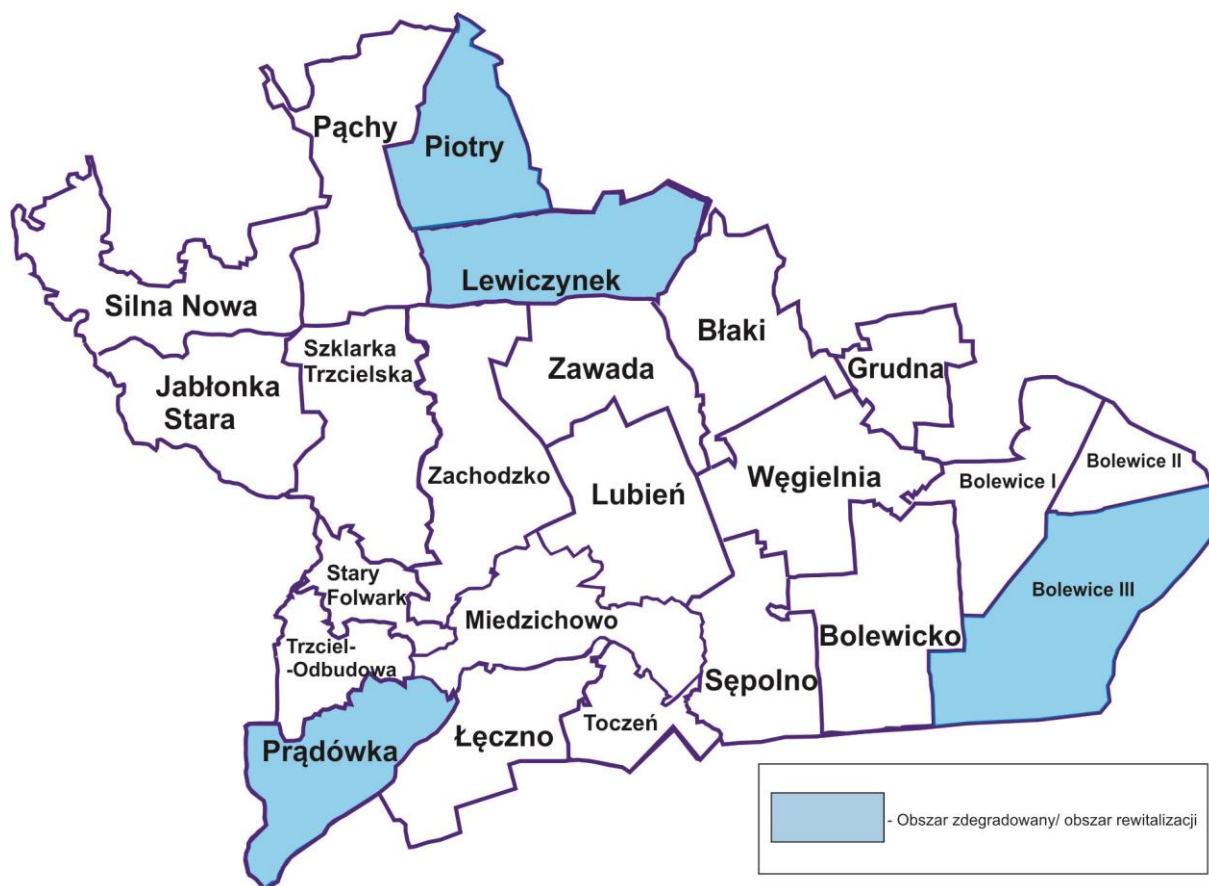 Pąchy
Piotry
Lewiczynek
Silna Nowa
Błaki
Szklarka
Trzcielska
Zawada
Grudna
Jabłonka
Stara
Zachodzko
Lubień
Węgielnia
Bolewice I
Bolewice II
Stary
Folwark
Bolewice III
Miedzichowo
Bolewicko
Trzciel-
-Odbudowa
Sępolno
Prądówka
Łęczno
Toczeń
- Obszar zdegradowany/ obszar rewitalizacji